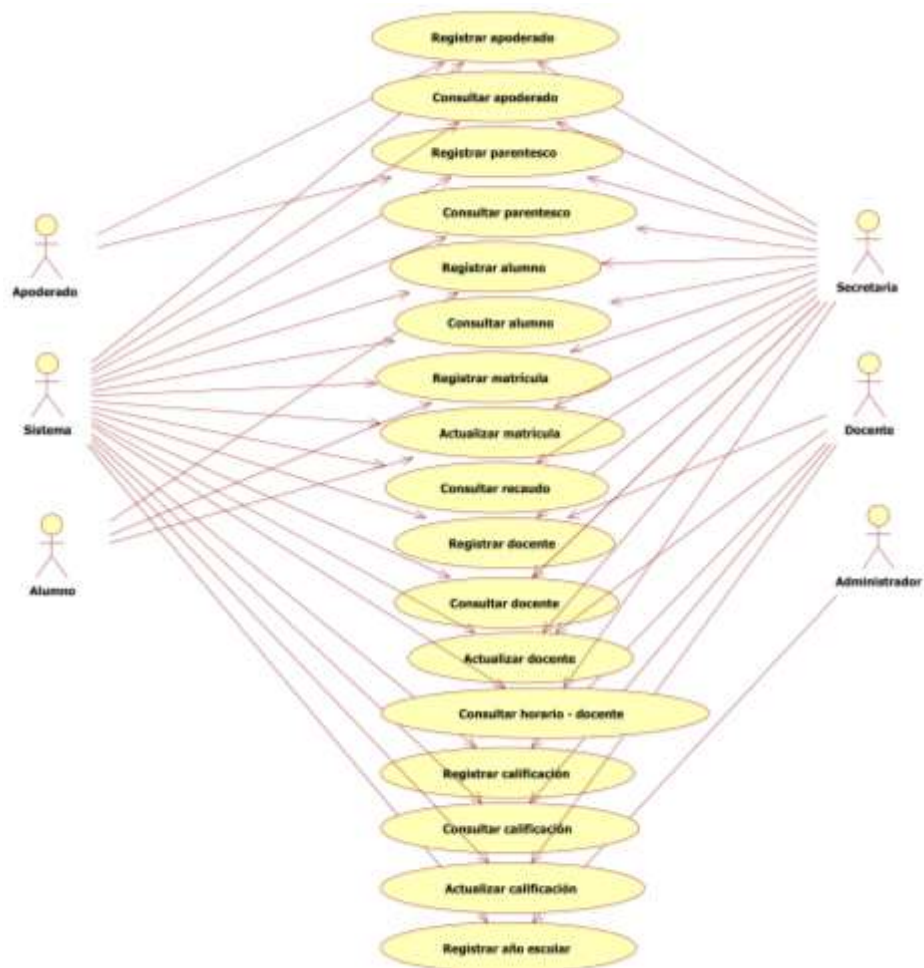 Registrar apoderado
Consultar apoderado
Registrar parentesco
Consultar parentesco
Registrar alumno
Consultar alumno
Registrar matrícula
Actualizar matrícula
Consultar recaudo
Registrar docente
Consultar docente
Actualizar docente
Consultar horario - docente
Registrar calificación
Consultar calificación
Actualizar calificación
Registrar año escolar
Apoderado
Sistema
Alumno
Secretaria
Docente
Administrador